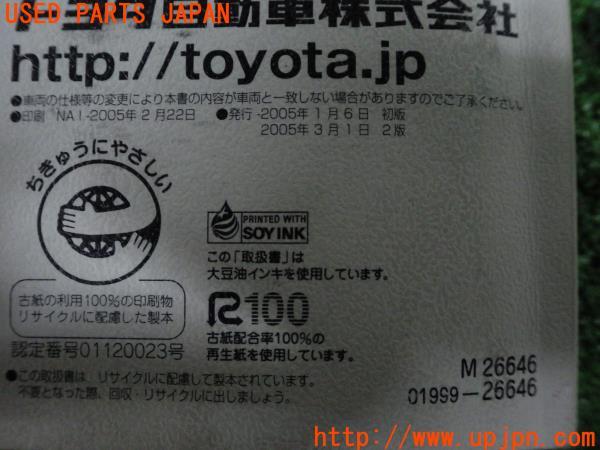 USED PARTS JAPAN
トヨタ自動車株式会社
http://toyota.jp
●車両の仕様等の変更により本書の内容が車両と一致しない場合がありますのでご了承ください。
●印刷 NAI-2005年2月22日 ●発行-2005年1月6日 初版
2005年3月1日 2版
ちきゅうにやさしい
PRINTED WITH
SOY INK
この「取扱書」は
大豆油インキを使用しています。
古紙の利用100%の印刷物
リサイクルに配慮した製本
認定番号01120023号
R100
古紙配合率100%の
再生紙を使用しています。
●この取扱書は、リサイクルに配慮して製本されています。
不要となった際、回収・リサイクルに出しましょう。
M 26646
01999-26646
http://www.upjpn.com